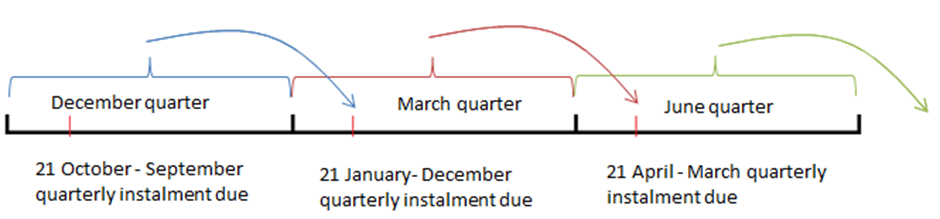 December quarter
March quarter
June quarter
21 October - September
quarterly instalment due
21 January- December
quarterly instalment due
21 April - March quarterly
instalment due